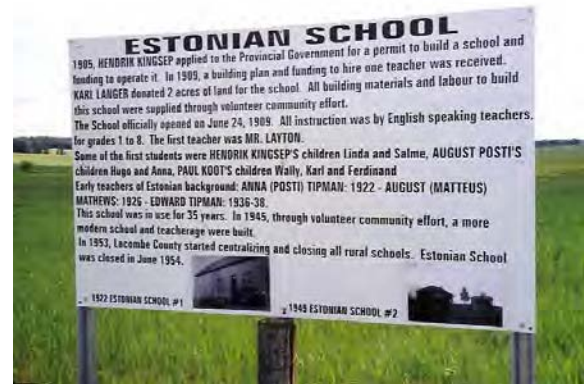 ESTONIAN SCHOOL
1905, HENDRIK KINGSEP applied to the Provincial Government for a permit to build a school and
funding to operate it. In 1909, a building plan and funding to hire one teacher was received.
KARL LANGER donated 2 acres of land for the school. All building materials and labour to build
this school were supplied through volunteer community effort.
The School officially opened on June 24, 1909. All instruction was by English speaking teachers,
for grades 1 to 8. The first teacher was MR. LAYTON.
Some of the first students were HENDRIK KINGSEP'S children Linda and Salme, AUGUST POSTI'S
children Hugo and Anna, PAUL KOOT'S children Wally, Karl and Ferdinand
Early teachers of Estonian background: ANNA (POSTI) TIPMAN: 1922 - AUGUST (MATTEUS)
MATHEWS: 1926 - EDWARD TIPMAN: 1936-38.
This school was in use for 35 years. In 1945, through volunteer community effort, a more
modern school and teacherage were built.
In 1953, Lacombe County started centralizing and closing all rural schools. Estonian School
was closed in June 1954.
1922 ESTONIAN SCHOOL #1
1945 ESTONIAN SCHOOL #2